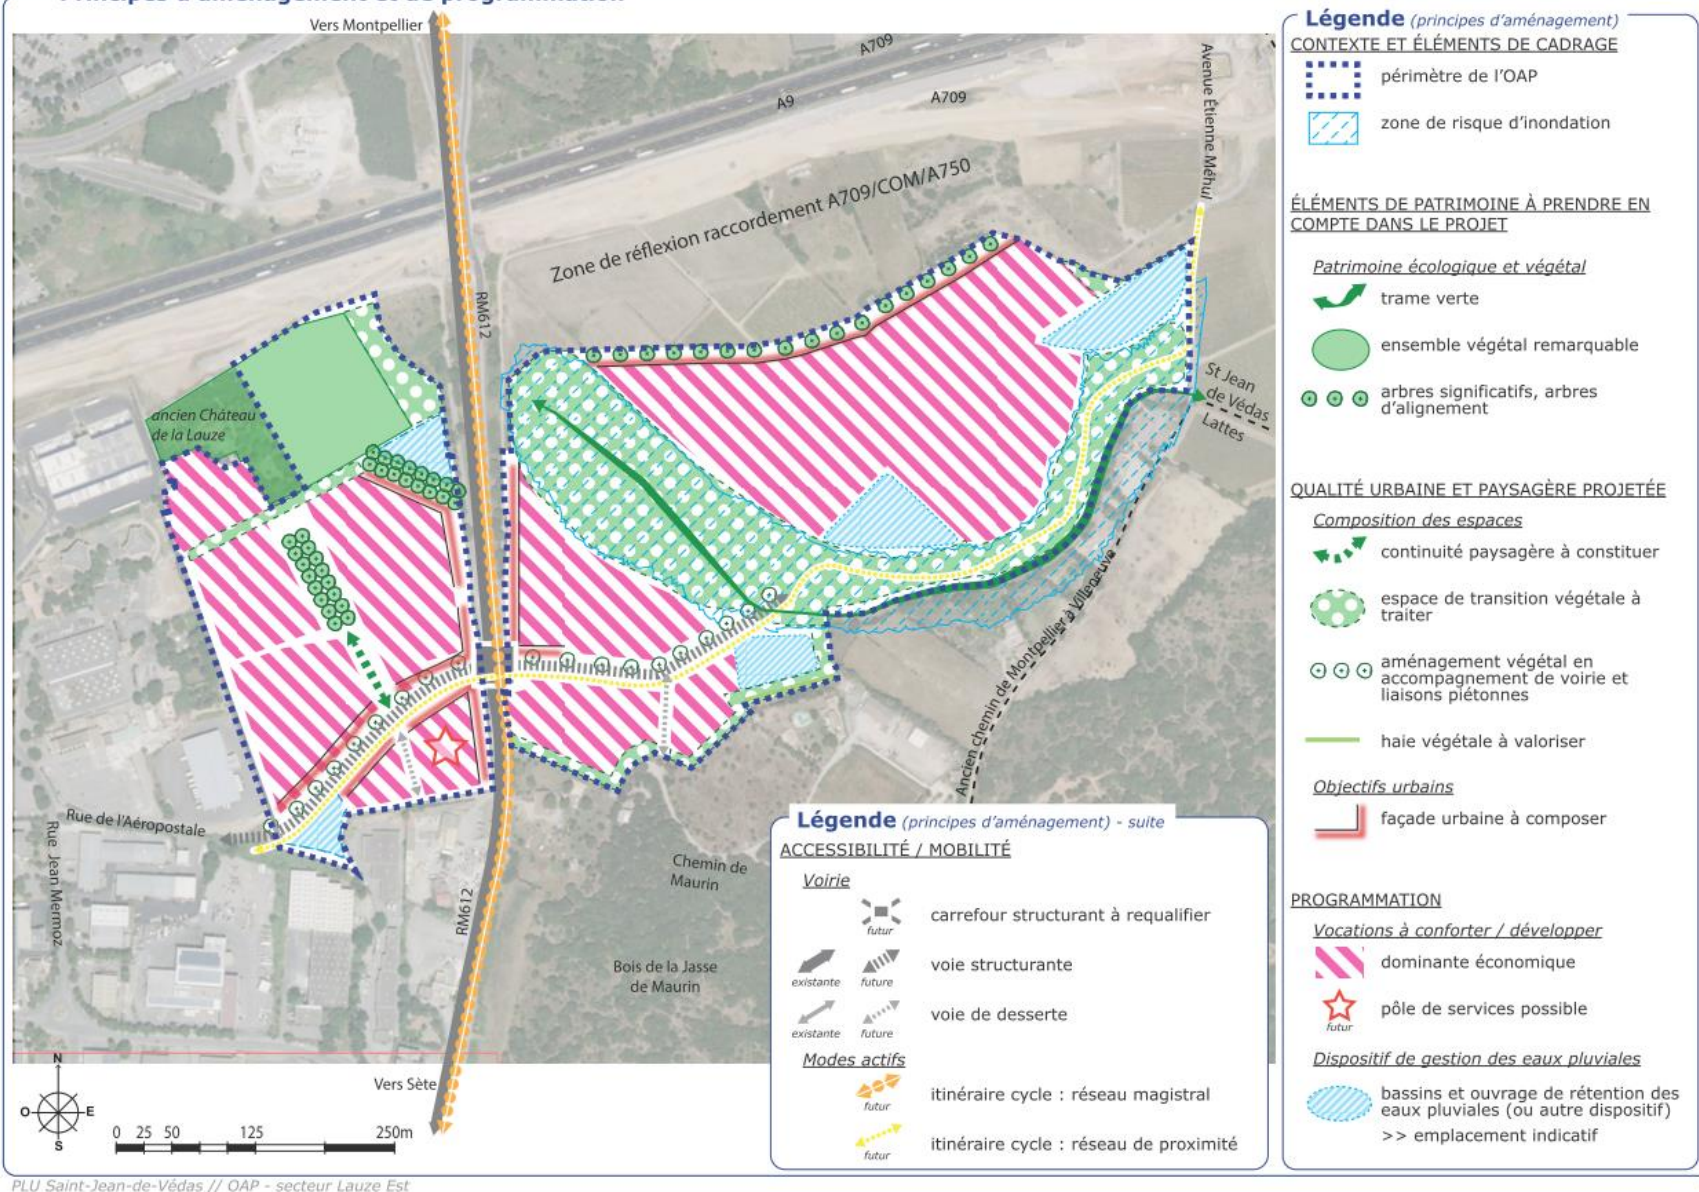 Principes d'aménagement et de programmation
Vers Montpellier
A709
A9
A709
Avenue Étienne Méhul
Zone de réflexion raccordement A709/COM/A750
RM612
ancien Château
de la Lauze
St Jean
de Védas
Lattes
Ancien chemin de Montpellier à Villeneuve
Rue de l'Aéropostale
Rue Jean Mermoz
RM612
Chemin de
Maurin
Bois de la Jasse
de Maurin
Vers Sète
N
O
E
S
0 25 50 125 250m
Légende (principes d'aménagement)
CONTEXTE ET ÉLÉMENTS DE CADRAGE
périmètre de l'OAP
zone de risque d'inondation
ÉLÉMENTS DE PATRIMOINE À PRENDRE EN
COMPTE DANS LE PROJET
Patrimoine écologique et végétal
trame verte
ensemble végétal remarquable
arbres significatifs, arbres
d'alignement
QUALITÉ URBAINE ET PAYSAGÈRE PROJETÉE
Composition des espaces
continuité paysagère à constituer
espace de transition végétale à
traiter
aménagement végétal en
accompagnement de voirie et
liaisons piétonnes
haie végétale à valoriser
Objectifs urbains
façade urbaine à composer
PROGRAMMATION
Vocations à conforter / développer
dominante économique
pôle de services possible
futur
Dispositif de gestion des eaux pluviales
bassins et ouvrage de rétention des
eaux pluviales (ou autre dispositif)
>> emplacement indicatif
Légende (principes d'aménagement) - suite
ACCESSIBILITÉ / MOBILITÉ
Voirie
carrefour structurant à requalifier
futur
voie structurante
existante future
voie de desserte
existante future
Modes actifs
itinéraire cycle : réseau magistral
futur
itinéraire cycle : réseau de proximité
futur
PLU Saint-Jean-de-Védas // OAP - secteur Lauze Est